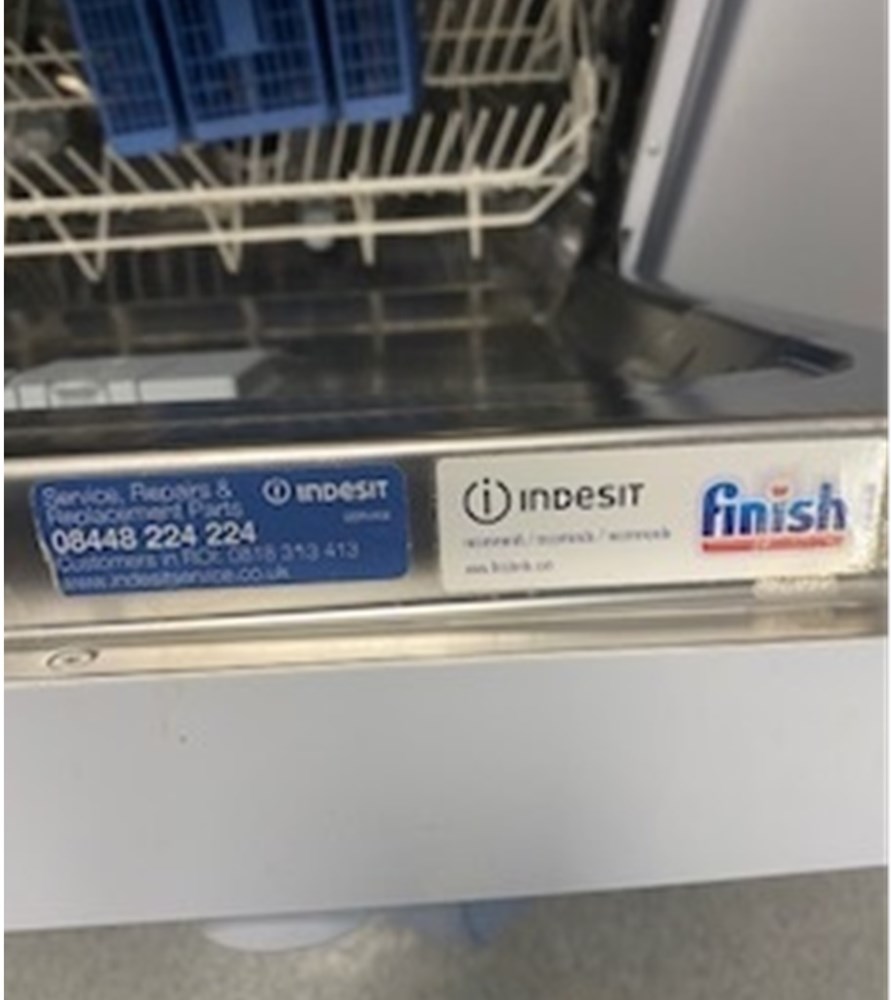 Service, Repairs &
Replacement Parts
08448 224 224
Customers in ROI: 0818 313 413
www.indesitservice.co.uk
i INDESIT
SERVICE
i INDESIT
finish